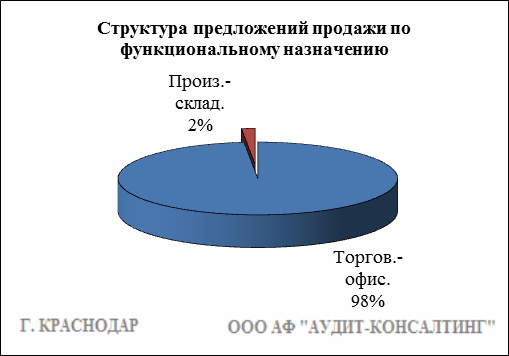 Структура предложений продажи по
функциональному назначению
Произ.-
склад.
2%
Торгов.-
офис.
98%
Г. КРАСНОДАР
ООО АФ "АУДИТ-КОНСАЛТИНГ"